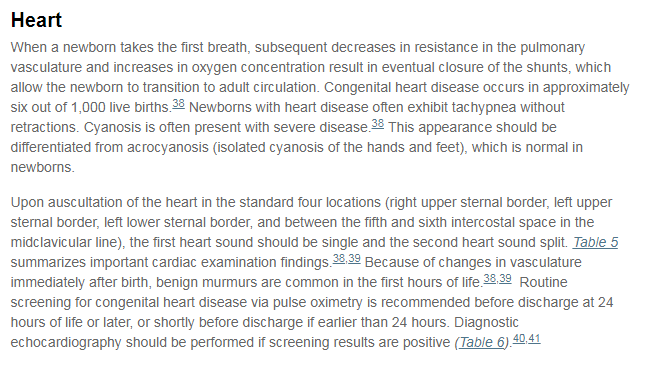 Heart
When a newborn takes the first breath, subsequent decreases in resistance in the pulmonary
vasculature and increases in oxygen concentration result in eventual closure of the shunts, which
allow the newborn to transition to adult circulation. Congenital heart disease occurs in approximately
six out of 1,000 live births.38 Newborns with heart disease often exhibit tachypnea without
retractions. Cyanosis is often present with severe disease.38 This appearance should be
differentiated from acrocyanosis (isolated cyanosis of the hands and feet), which is normal in
newborns.
Upon auscultation of the heart in the standard four locations (right upper sternal border, left upper
sternal border, left lower sternal border, and between the fifth and sixth intercostal space in the
midclavicular line), the first heart sound should be single and the second heart sound split. Table 5
summarizes important cardiac examination findings.38,39 Because of changes in vasculature
immediately after birth, benign murmurs are common in the first hours of life.38,39 Routine
screening for congenital heart disease via pulse oximetry is recommended before discharge at 24
hours of life or later, or shortly before discharge if earlier than 24 hours. Diagnostic
echocardiography should be performed if screening results are positive (Table 6).40,41